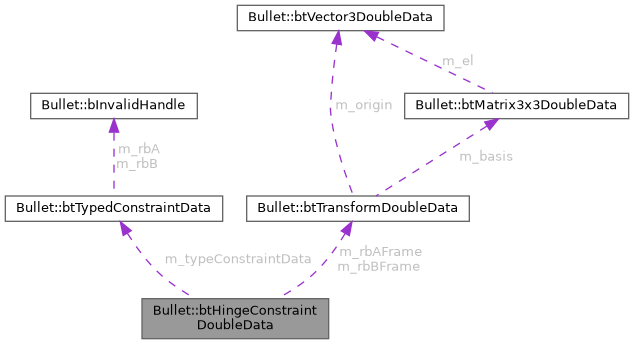 Bullet::btVector3DoubleData
m_el
Bullet::bInvalidHandle
m_origin
Bullet::btMatrix3x3DoubleData
m_rbA
m_rbB
m_basis
Bullet::btTypedConstraintData
Bullet::btTransformDoubleData
m_typeConstraintData
m_rbAFrame
m_rbBFrame
Bullet::btHingeConstraint
DoubleData